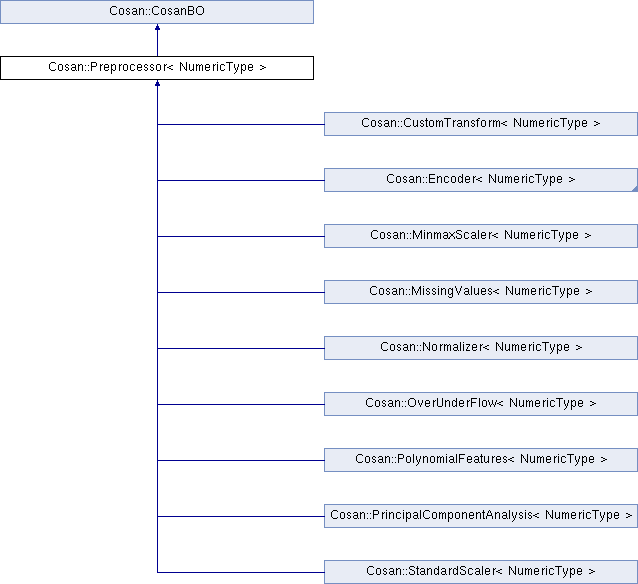 Cosan::CosanBO
Cosan::Preprocessor< NumericType >
Cosan::CustomTransform< NumericType >
Cosan::Encoder< NumericType >
Cosan::MinmaxScaler< NumericType >
Cosan::MissingValues< NumericType >
Cosan::Normalizer< NumericType >
Cosan::OverUnderFlow< NumericType >
Cosan::PolynomialFeatures< NumericType >
Cosan::PrincipalComponentAnalysis< NumericType >
Cosan::StandardScaler< NumericType >